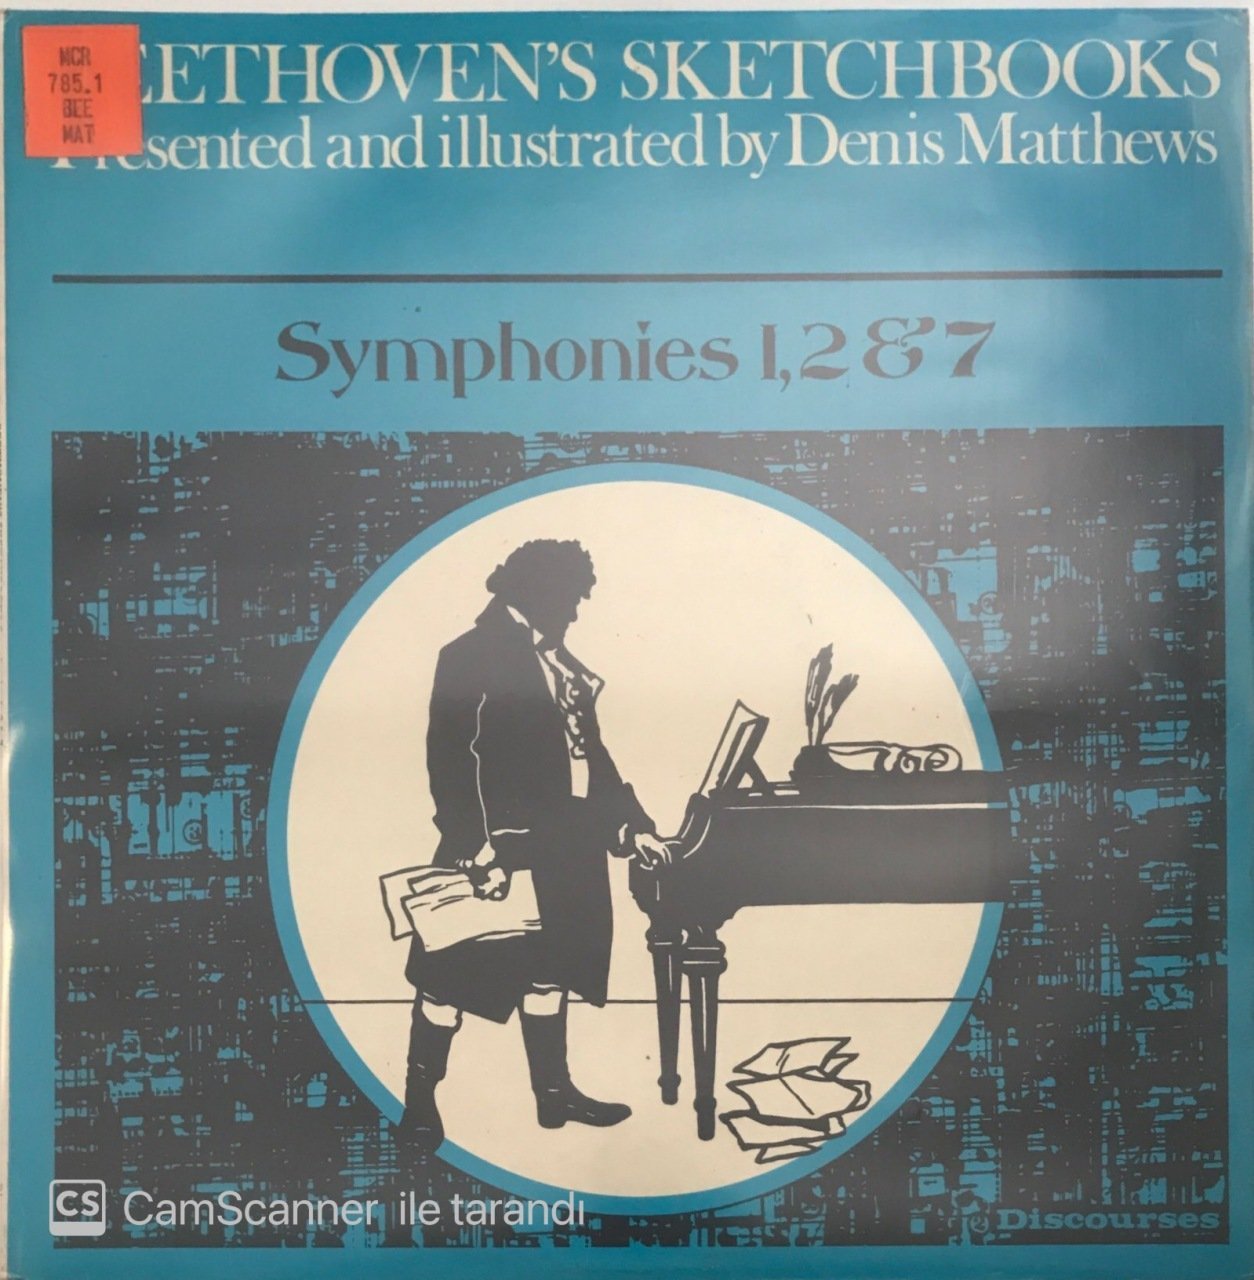 MCR
785.1
BEE
MAT
EETHOVEN'S SKETCHBOOKS
Presented and illustrated by Denis Matthews
Symphonies 1, 2 & 7
CS CamScanner ile tarandı
Discourses